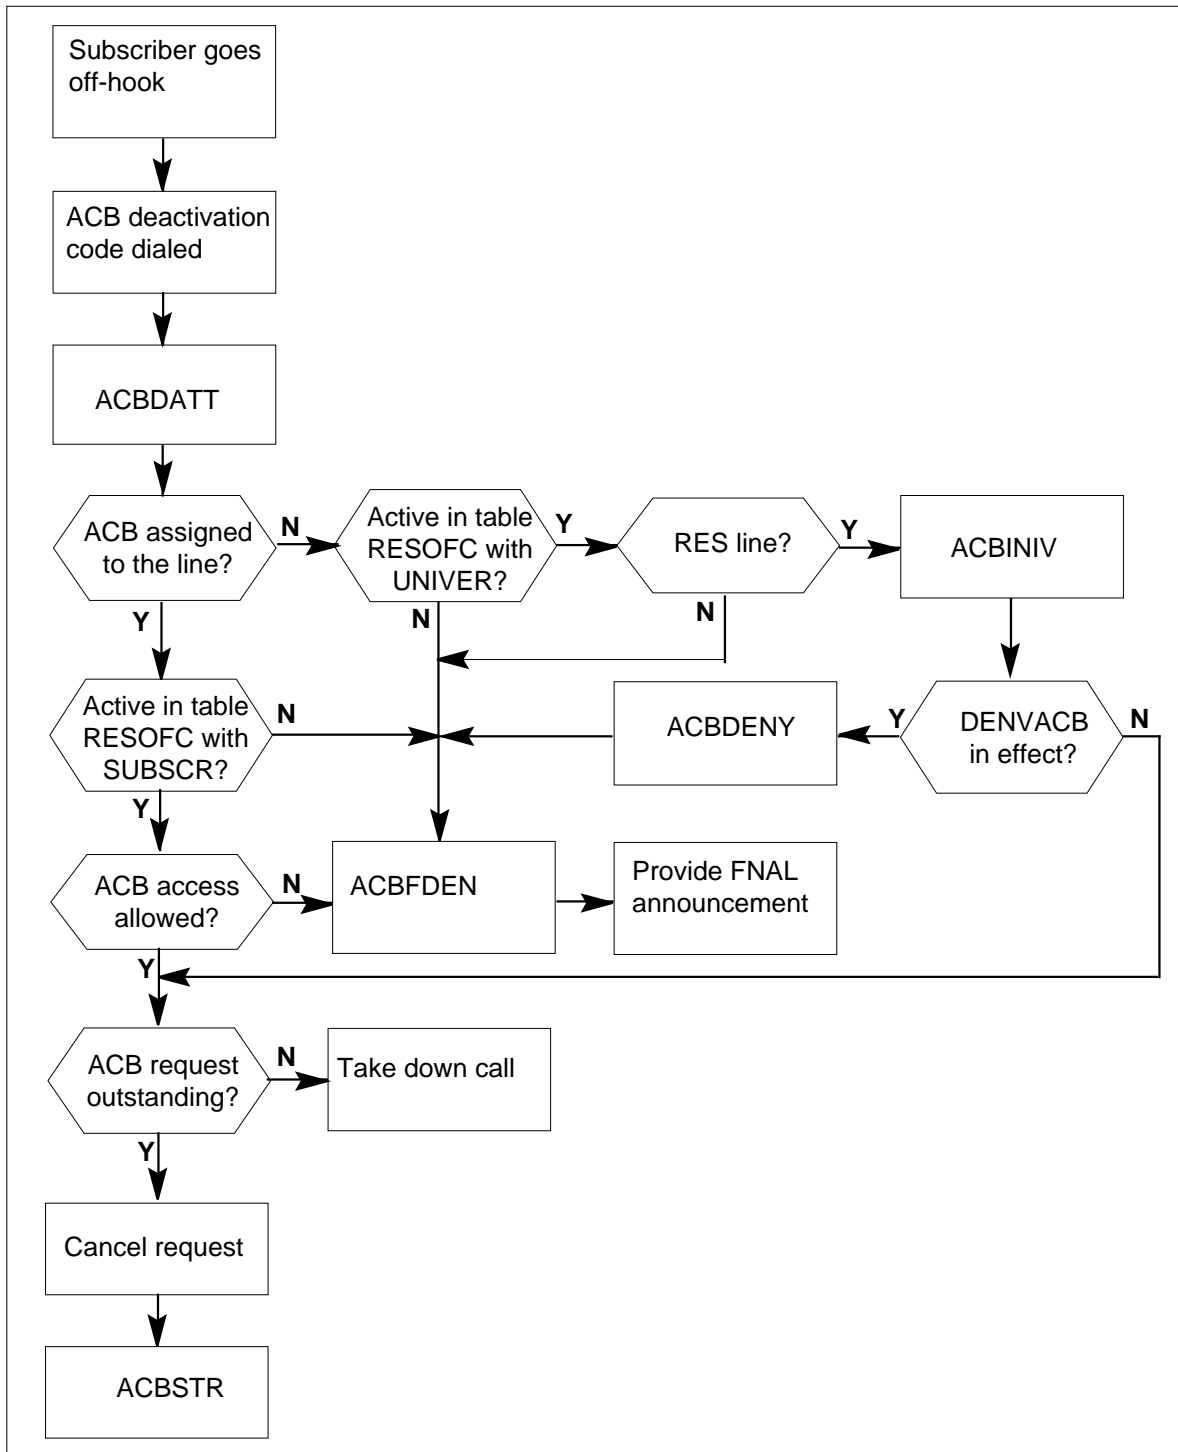 Subscriber goes
off-hook
ACB deactivation
code dialed
ACBDATT
ACB assigned
to the line?
N
Active in table
RESOFC with
UNIVER?
Y
RES line?
Y
ACBINIV
Y
N
N
Active in table
RESOFC with
SUBSCR?
N
ACBDENY
Y
DENVACB
in effect?
N
Y
ACB access
allowed?
N
ACBFDEN
Provide FNAL
announcement
Y
ACB request
outstanding?
N
Take down call
Y
Cancel request
ACBSTR